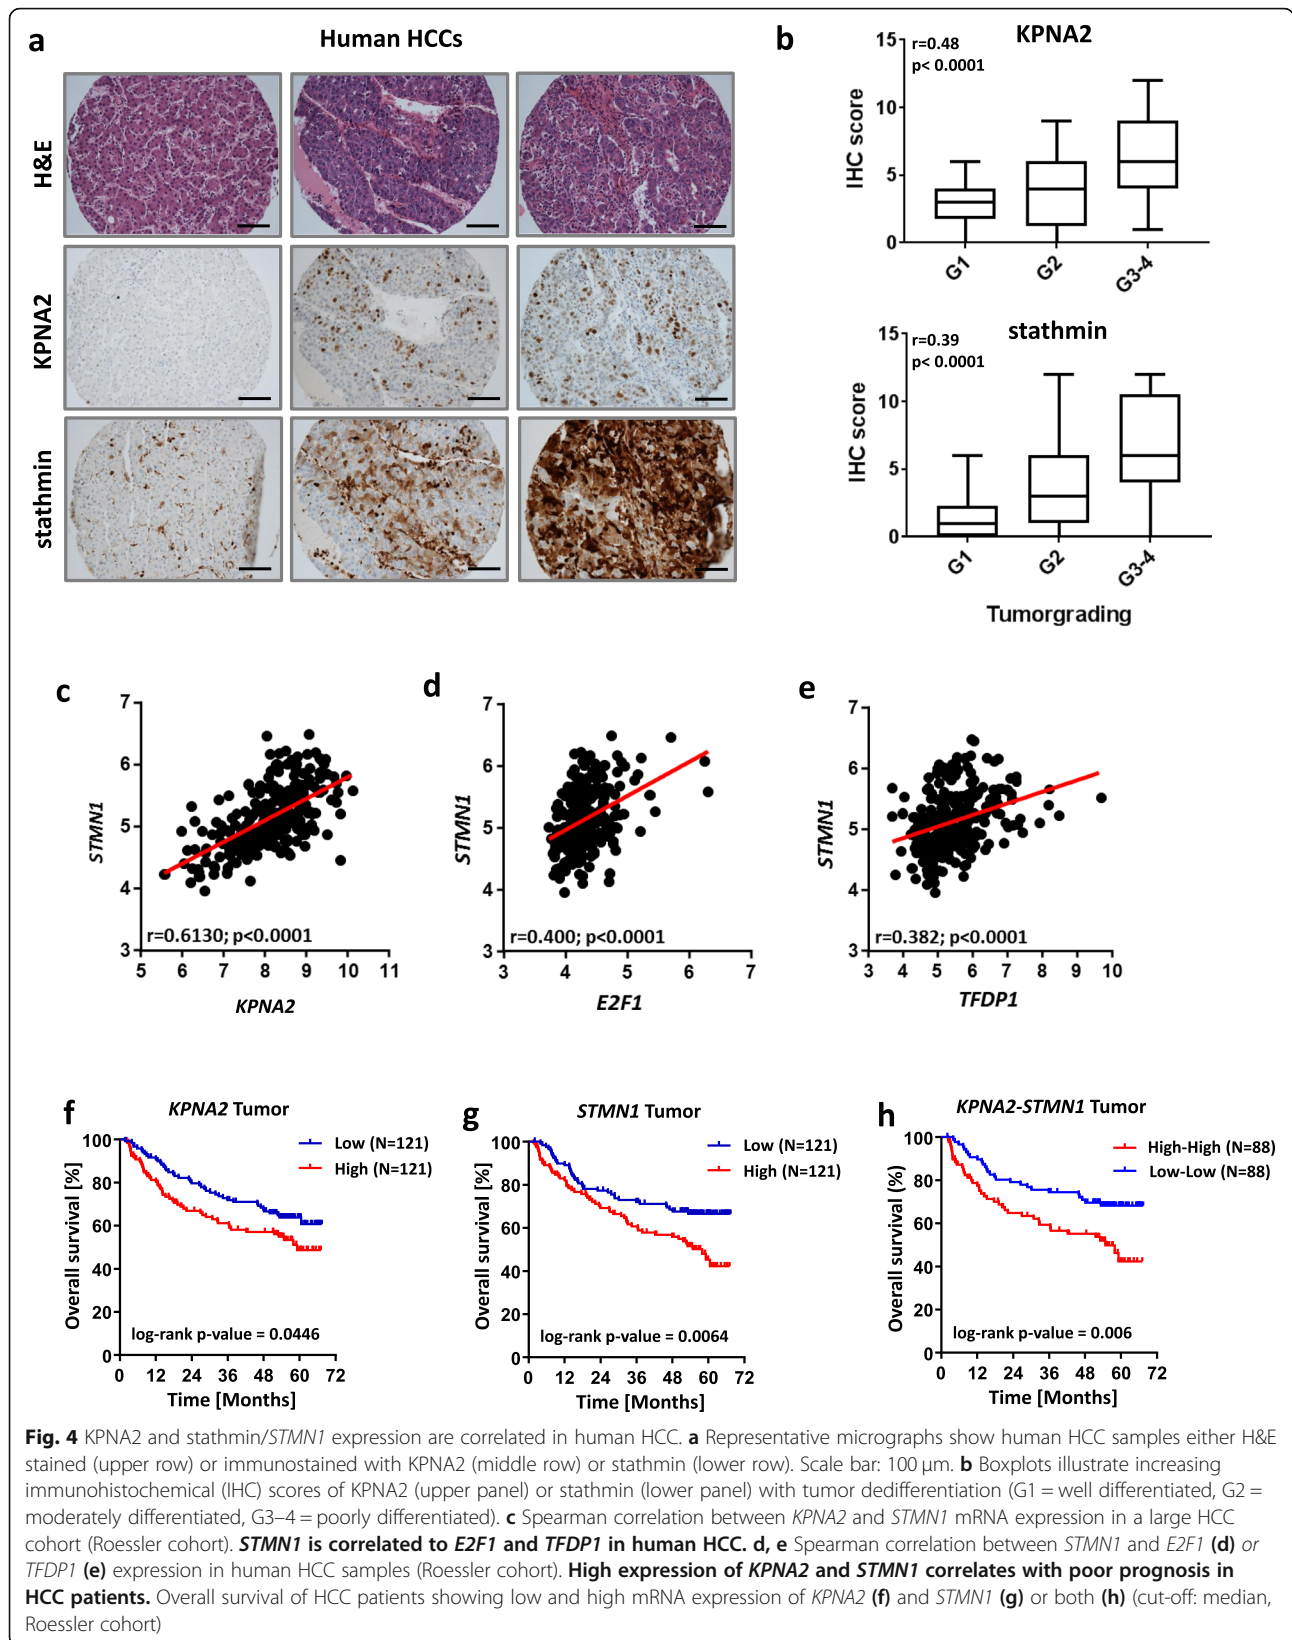 a
Human HCCs
H&E
KPNA2
stathmin
b
KPNA2
r=0.48
p< 0.0001
IHC score
15
10
5
0
G1
G2
G3-4
stathmin
r=0.39
p< 0.0001
IHC score
15
10
5
0
G1
G2
G3-4
Tumorgrading
c
STMN1
7
6
5
4
3
r=0.6130; p<0.0001
5 6 7 8 9 10 11
KPNA2
d
STMN1
7
6
5
4
3
r=0.400; p<0.0001
3 4 5 6 7
E2F1
e
STMN1
7
6
5
4
3
r=0.382; p<0.0001
3 4 5 6 7 8 9 10
TFDP1
f
KPNA2 Tumor
Low (N=121)
High (N=121)
Overall survival [%]
100
80
60
40
20
0
log-rank p-value = 0.0446
0 12 24 36 48 60 72
Time [Months]
g
STMN1 Tumor
Low (N=121)
High (N=121)
Overall survival [%]
100
80
60
40
20
0
log-rank p-value = 0.0064
0 12 24 36 48 60 72
Time [Months]
h
KPNA2-STMN1 Tumor
High-High (N=88)
Low-Low (N=88)
Overall survival (%)
100
80
60
40
20
0
log-rank p-value = 0.006
0 12 24 36 48 60 72
Time [Months]
Fig. 4 KPNA2 and stathmin/STMN1 expression are correlated in human HCC. a Representative micrographs show human HCC samples either H&E
stained (upper row) or immunostained with KPNA2 (middle row) or stathmin (lower row). Scale bar: 100 μm. b Boxplots illustrate increasing
immunohistochemical (IHC) scores of KPNA2 (upper panel) or stathmin (lower panel) with tumor dedifferentiation (G1 = well differentiated, G2 =
moderately differentiated, G3–4 = poorly differentiated). c Spearman correlation between KPNA2 and STMN1 mRNA expression in a large HCC
cohort (Roessler cohort). STMN1 is correlated to E2F1 and TFDP1 in human HCC. d, e Spearman correlation between STMN1 and E2F1 (d) or
TFDP1 (e) expression in human HCC samples (Roessler cohort). High expression of KPNA2 and STMN1 correlates with poor prognosis in
HCC patients. Overall survival of HCC patients showing low and high mRNA expression of KPNA2 (f) and STMN1 (g) or both (h) (cut-off: median,
Roessler cohort)